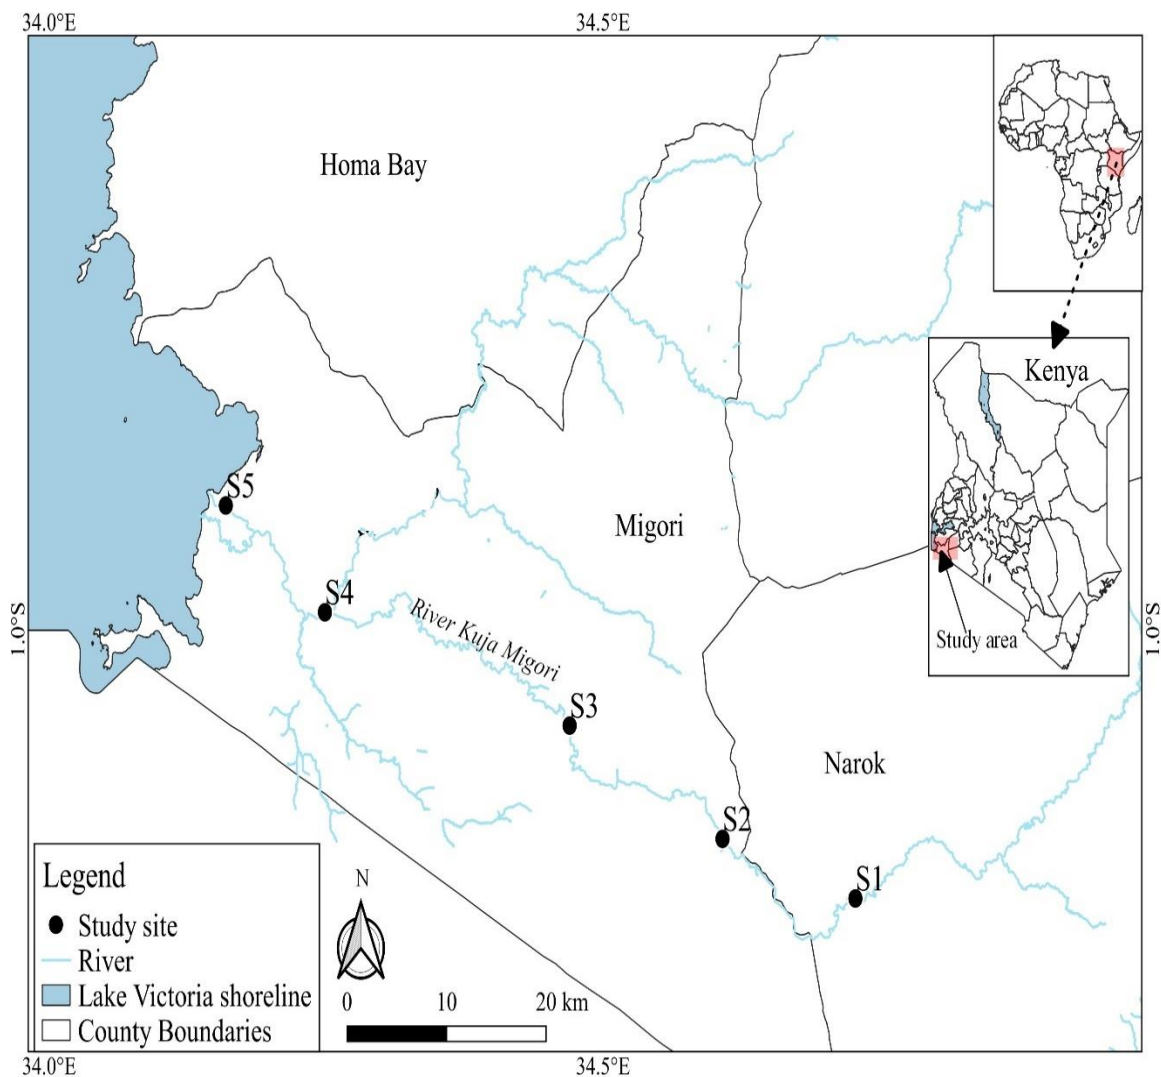 34.0°E
34.5°E
Homa Bay
Kenya
S5
Migori
S4
River Kuja Migori
1.0°S
1.0°S
Study area
S3
Narok
S2
S1
Legend
Study site
River
Lake Victoria shoreline
County Boundaries
N
0 10 20 km
34.0°E
34.5°E